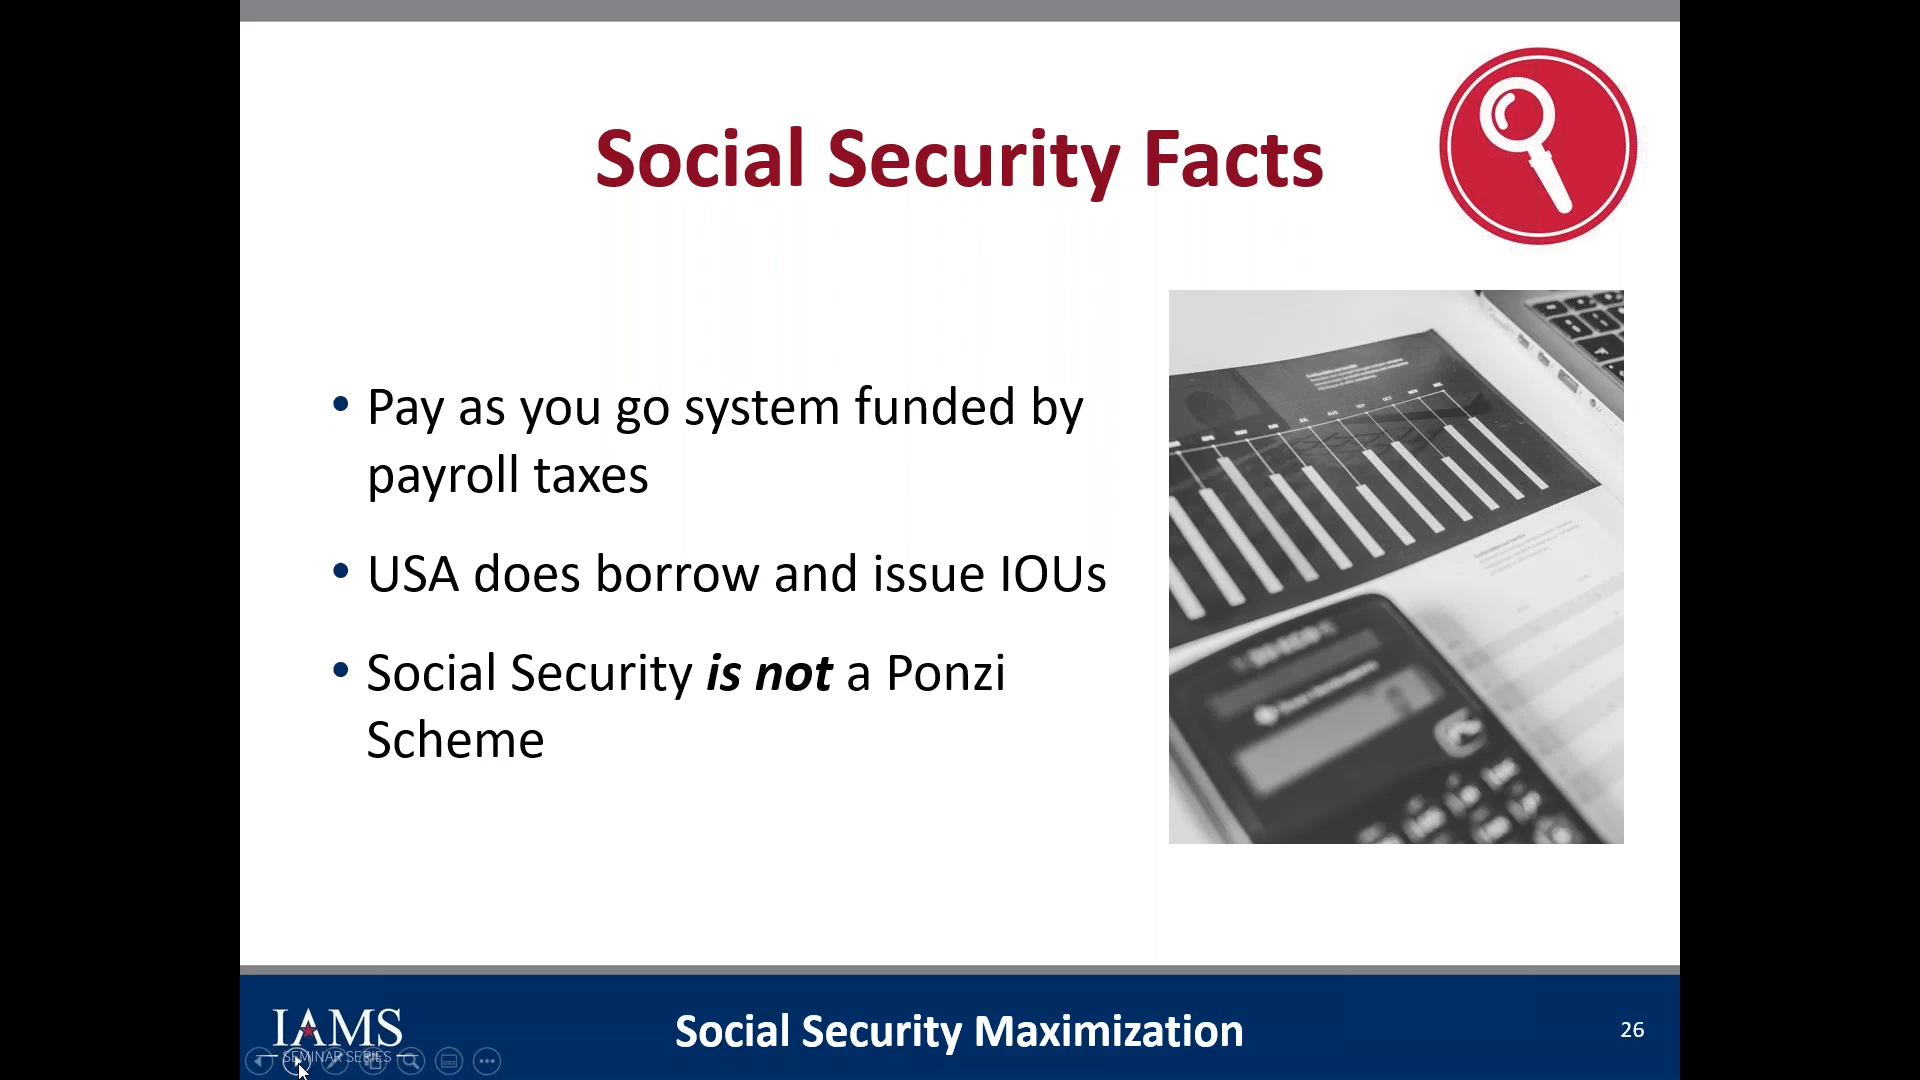 Social Security Facts
• Pay as you go system funded by
payroll taxes
• USA does borrow and issue IOUs
• Social Security is not a Ponzi
Scheme
IAMS
SEMINAR SERIES
Social Security Maximization
26